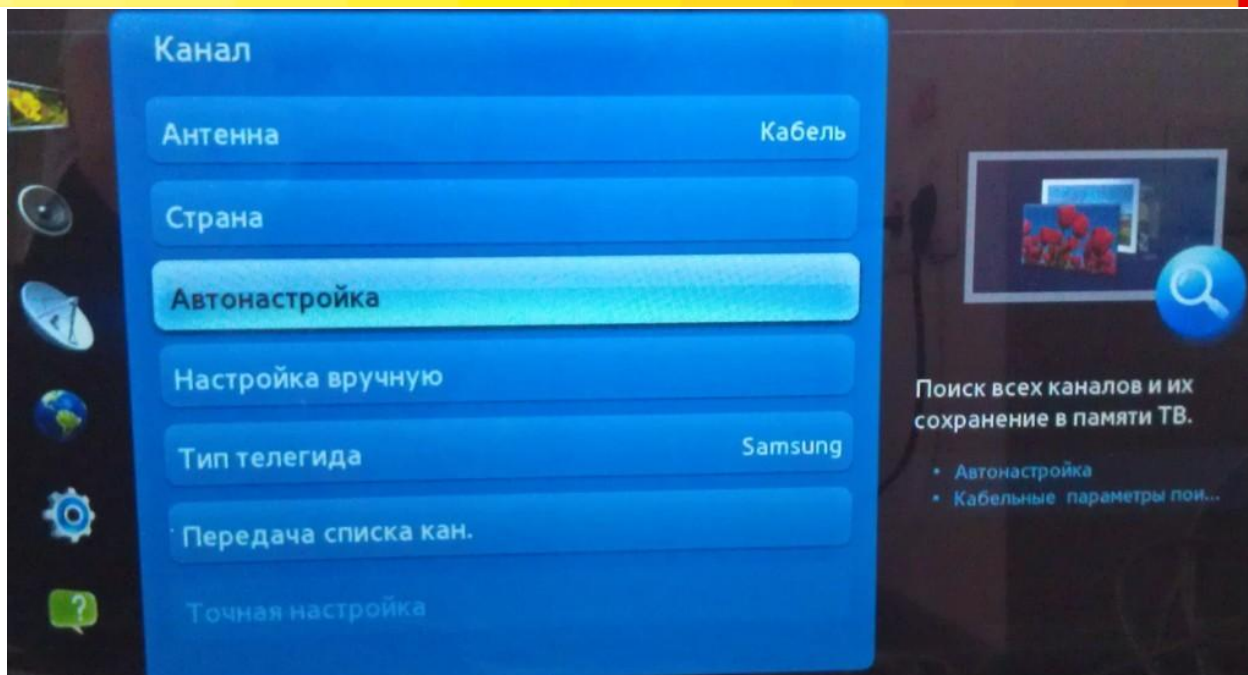 Канал
Антенна Кабель
Страна
Автонастройка
Настройка вручную
Тип телегида Samsung
Передача списка кан.
Точная настройка
Поиск всех каналов и их
сохранение в памяти ТВ.
• Автонастройка
• Кабельные параметры пои...